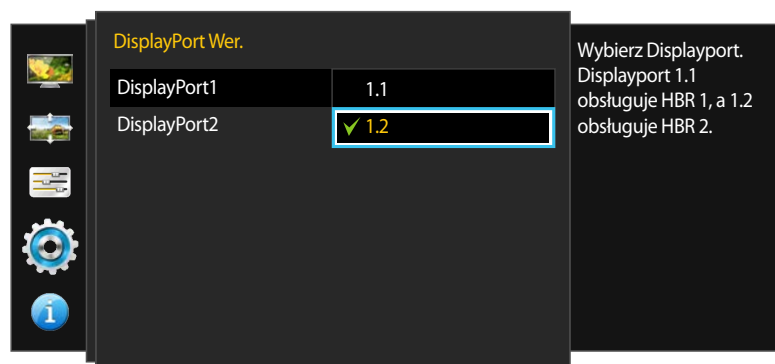 DisplayPort Wer.
DisplayPort1
1.1
DisplayPort2
1.2
Wybierz Displayport.
Displayport 1.1
obsługuje HBR 1, a 1.2
obsługuje HBR 2.